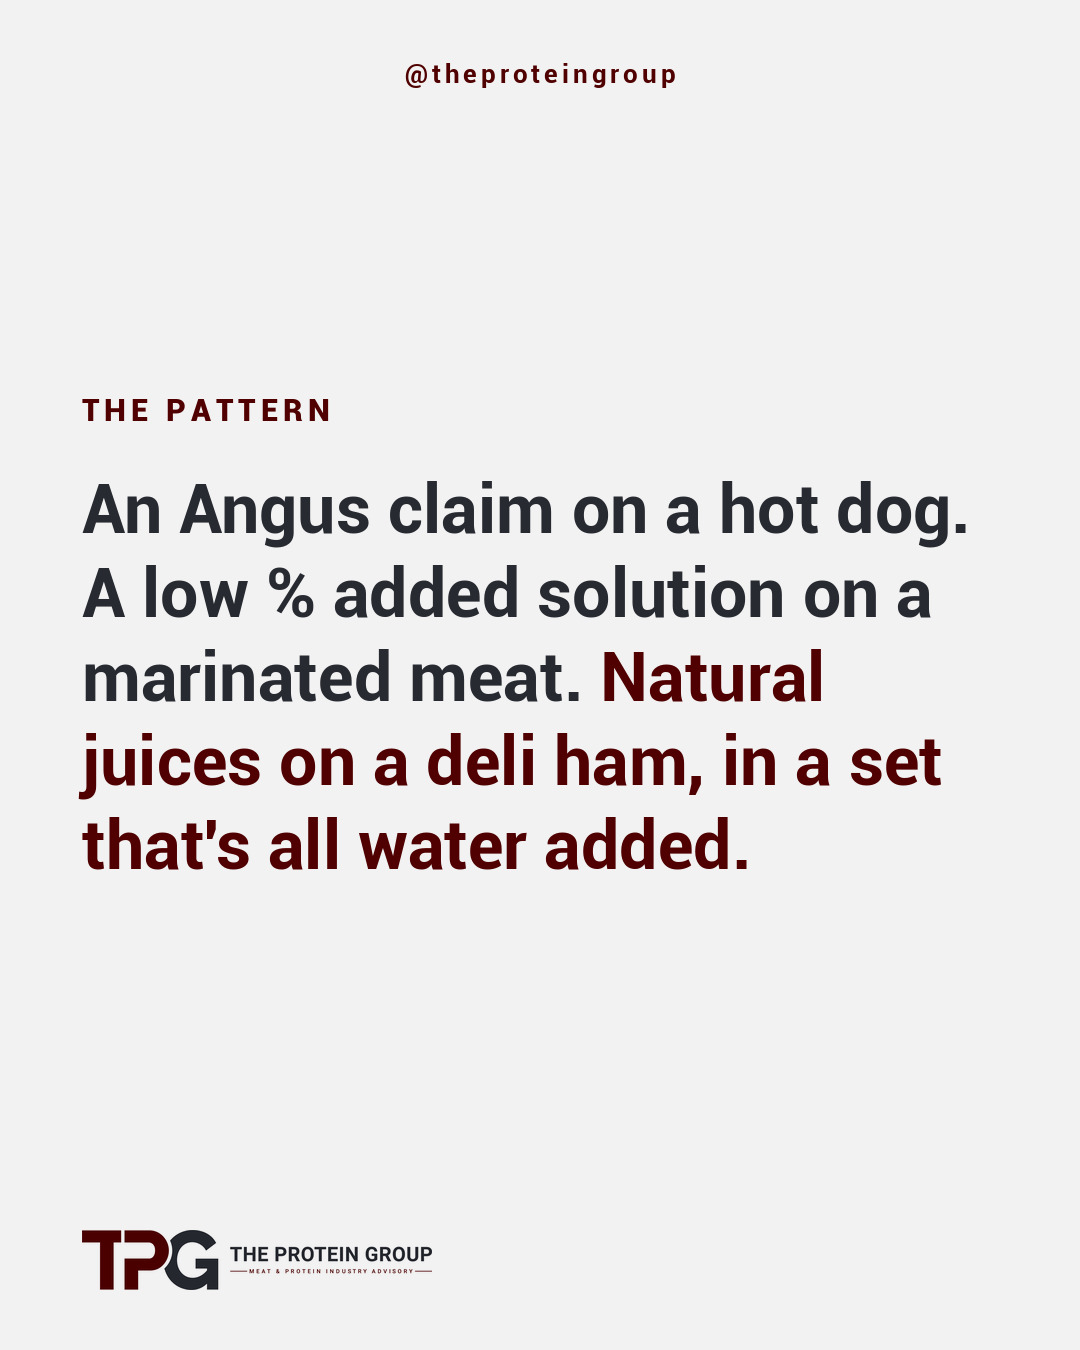 @theproteingroup
THE PATTERN
An Angus claim on a hot dog.
A low % added solution on a
marinated meat. Natural
juices on a deli ham, in a set
that's all water added.
TPG
THE PROTEIN GROUP
MEAT & PROTEIN INDUSTRY ADVISORY